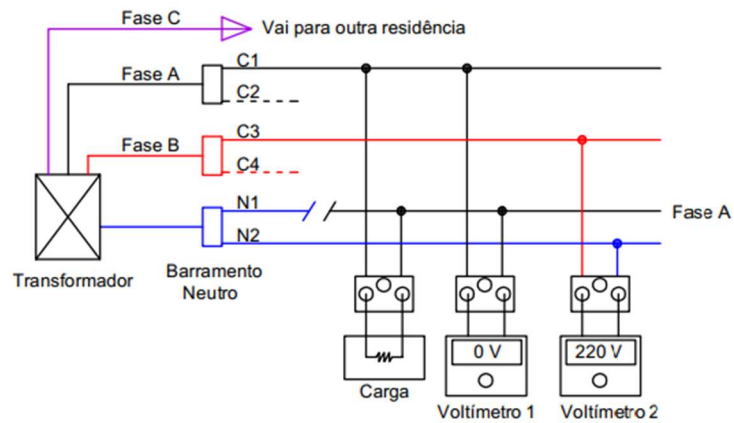 Fase C
Vai para outra residência
Fase A
C1
C2
Fase B
C3
C4
N1
Fase A
N2
Transformador
Barramento
Neutro
0 V
220 V
Carga
Voltímetro 1
Voltímetro 2